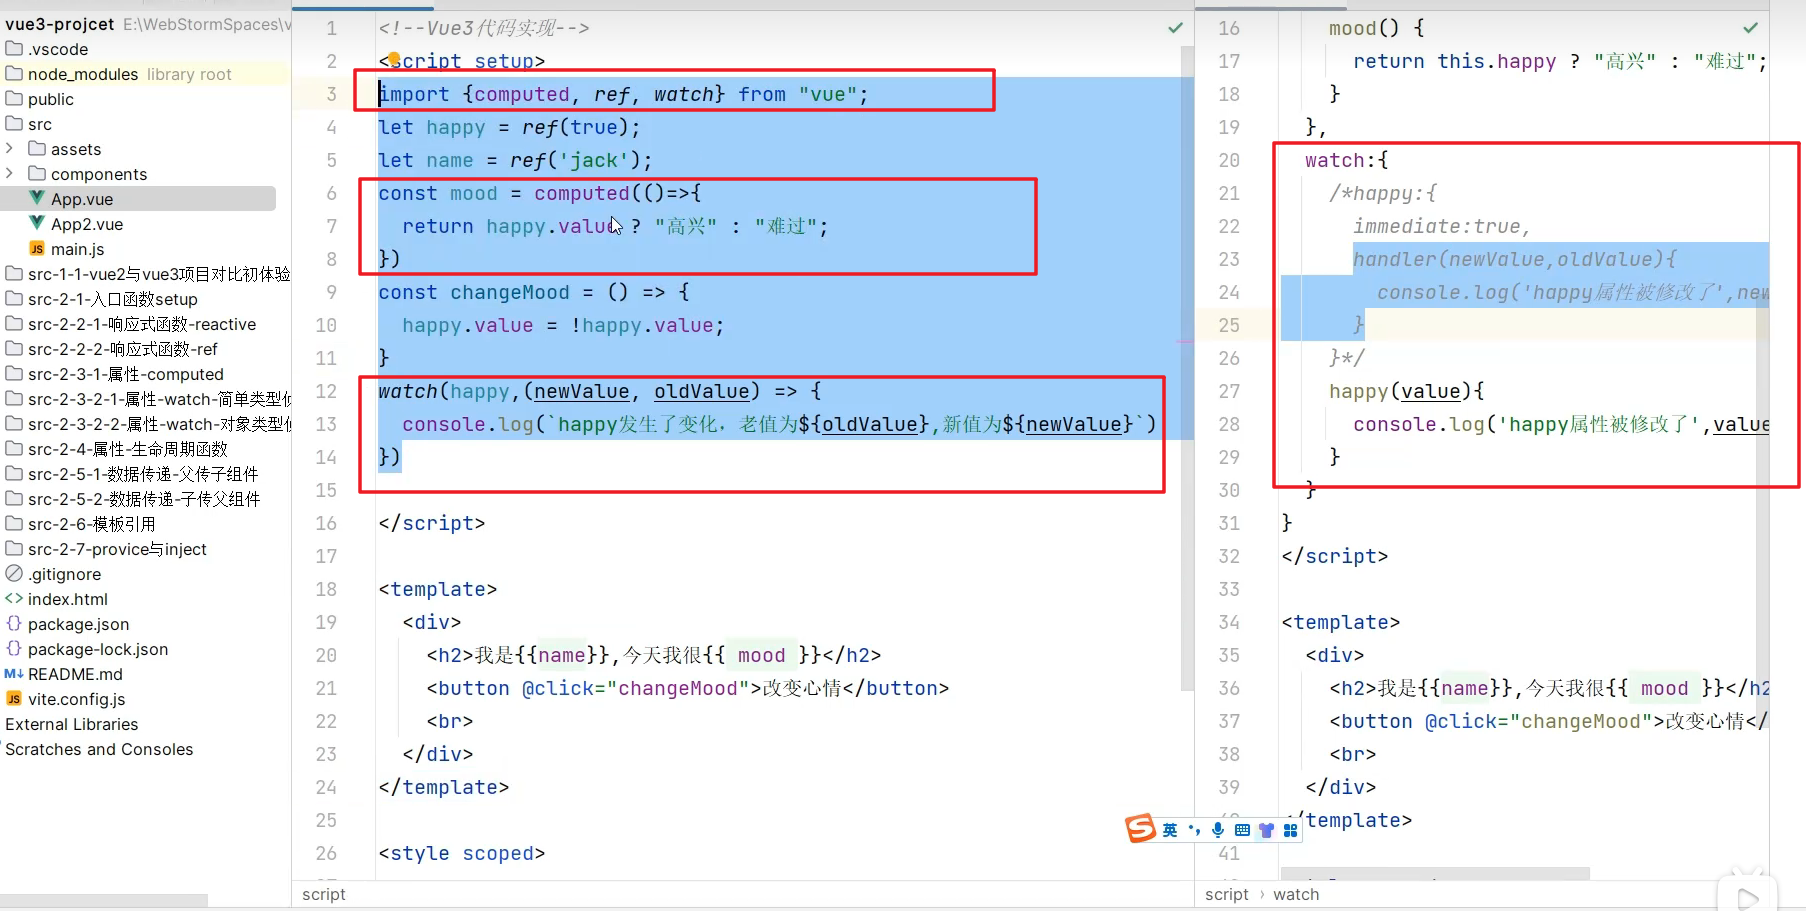 vue3-projcet E:\WebStormSpaces\v
.vscode
node_modules library root
public
src
assets
components
App.vue
App2.vue
JS main.js
src-1-1-vue2与vue3项目对比初体验
src-2-1-入口函数setup
src-2-2-1-响应式函数-reactive
src-2-2-2-响应式函数-ref
src-2-3-1-属性-computed
src-2-3-2-1-属性-watch-简单类型侦
src-2-3-2-2-属性-watch-对象类型侦
src-2-4-属性-生命周期函数
src-2-5-1-数据传递-父传子组件
src-2-5-2-数据传递-子传父组件
src-2-6-模板引用
src-2-7-provice与inject
.gitignore
<> index.html
{} package.json
{} package-lock.json
M↓ README.md
JS vite.config.js
External Libraries
Scratches and Consoles
1 <!--Vue3代码实现-->
2 <script setup>
3 import {computed, ref, watch} from "vue";
4 let happy = ref(true);
5 let name = ref('jack');
6 const mood = computed(()=>{
7 return happy.value ? "高兴" : "难过";
8 })
9 const changeMood = () => {
10 happy.value = !happy.value;
11 }
12 watch(happy,(newValue, oldValue) => {
13 console.log(`happy发生了变化，老值为${oldValue},新值为${newValue}`)
14 })
15
16 </script>
17
18 <template>
19 <div>
20 <h2>我是{{name}},今天我很{{ mood }}</h2>
21 <button @click="changeMood">改变心情</button>
22 <br>
23 </div>
24 </template>
25
26 <style scoped>
script
16 mood() {
17 return this.happy ? "高兴" : "难过";
18 }
19 },
20 watch:{
21 /*happy:{
22 immediate:true,
23 handler(newValue,oldValue){
24 console.log('happy属性被修改了',new
25 }
26 }*/
27 happy(value){
28 console.log('happy属性被修改了',value
29 }
30 }
31 }
32 </script>
33
34 <template>
35 <div>
36 <h2>我是{{name}},今天我很{{ mood }}</h2
37 <button @click="changeMood">改变心情</
38 <br>
39 </div>
/template>
41
S 英
script › watch